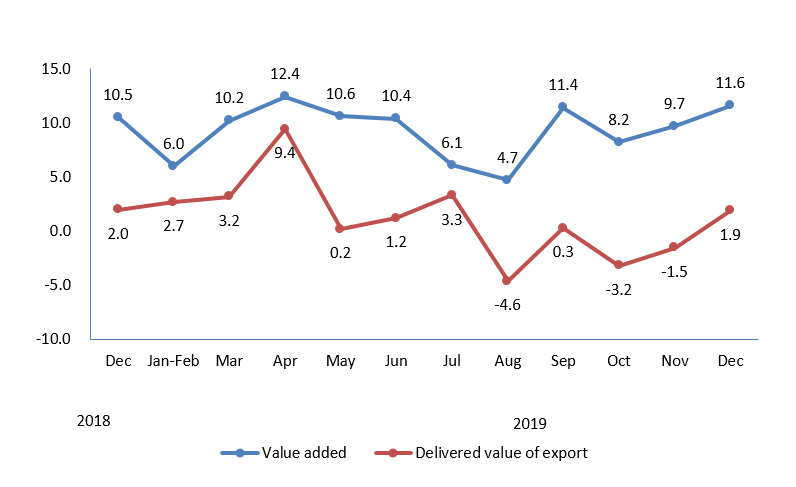 15.0
10.0
5.0
0.0
-5.0
-10.0
10.5 6.0 10.2 12.4 10.6 10.4 6.1 4.7 11.4 8.2 9.7 11.6
2.0 2.7 3.2 9.4 0.2 1.2 3.3 -4.6 0.3 -3.2 -1.5 1.9
Dec Jan-Feb Mar Apr May Jun Jul Aug Sep Oct Nov Dec
2018 2019
Value added Delivered value of export